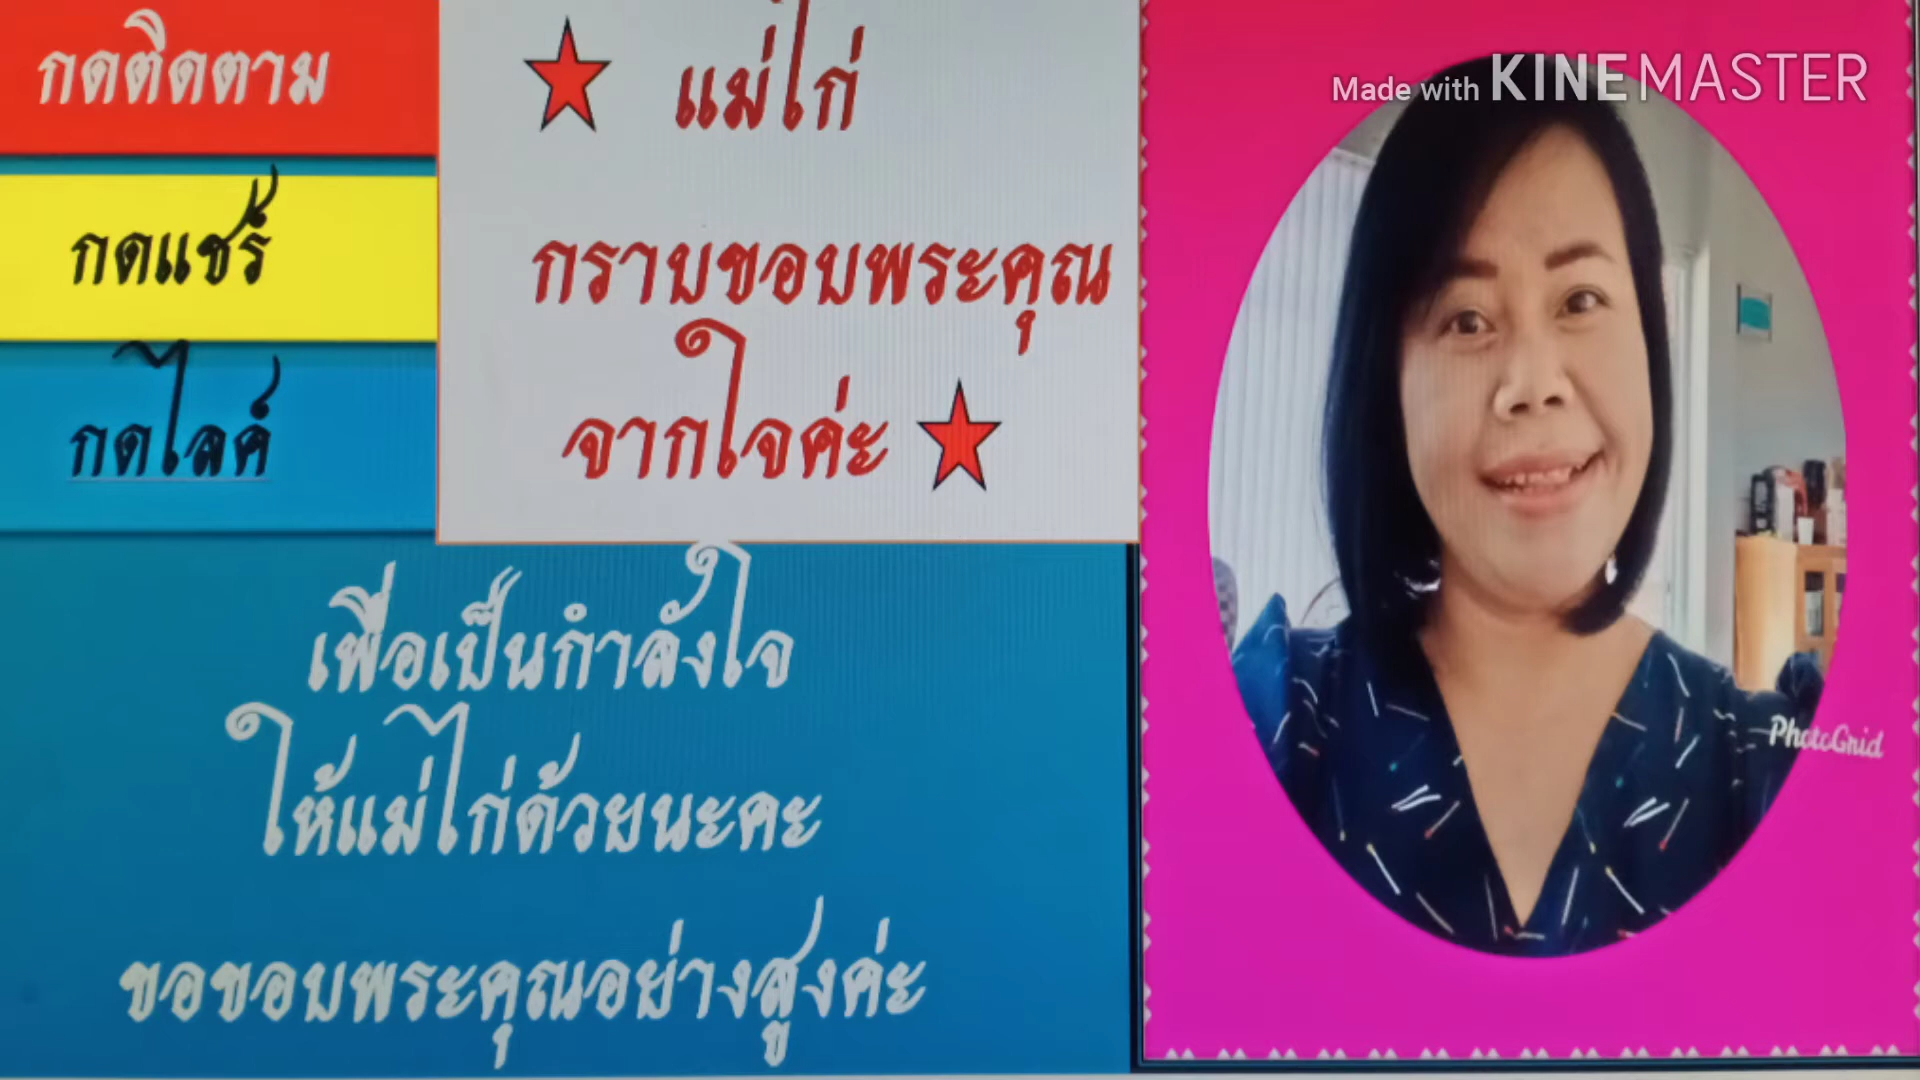 กดติดตาม
กดแชร์
กดไลค์
แม่ไก่
กราบขอบพระคุณ
จากใจค่ะ
เพื่อเป็นกำลังใจ
ให้แม่ไก่ด้วยนะคะ
ขอขอบพระคุณอย่างสูงค่ะ
Made with KINEMASTER
PhotoGrid